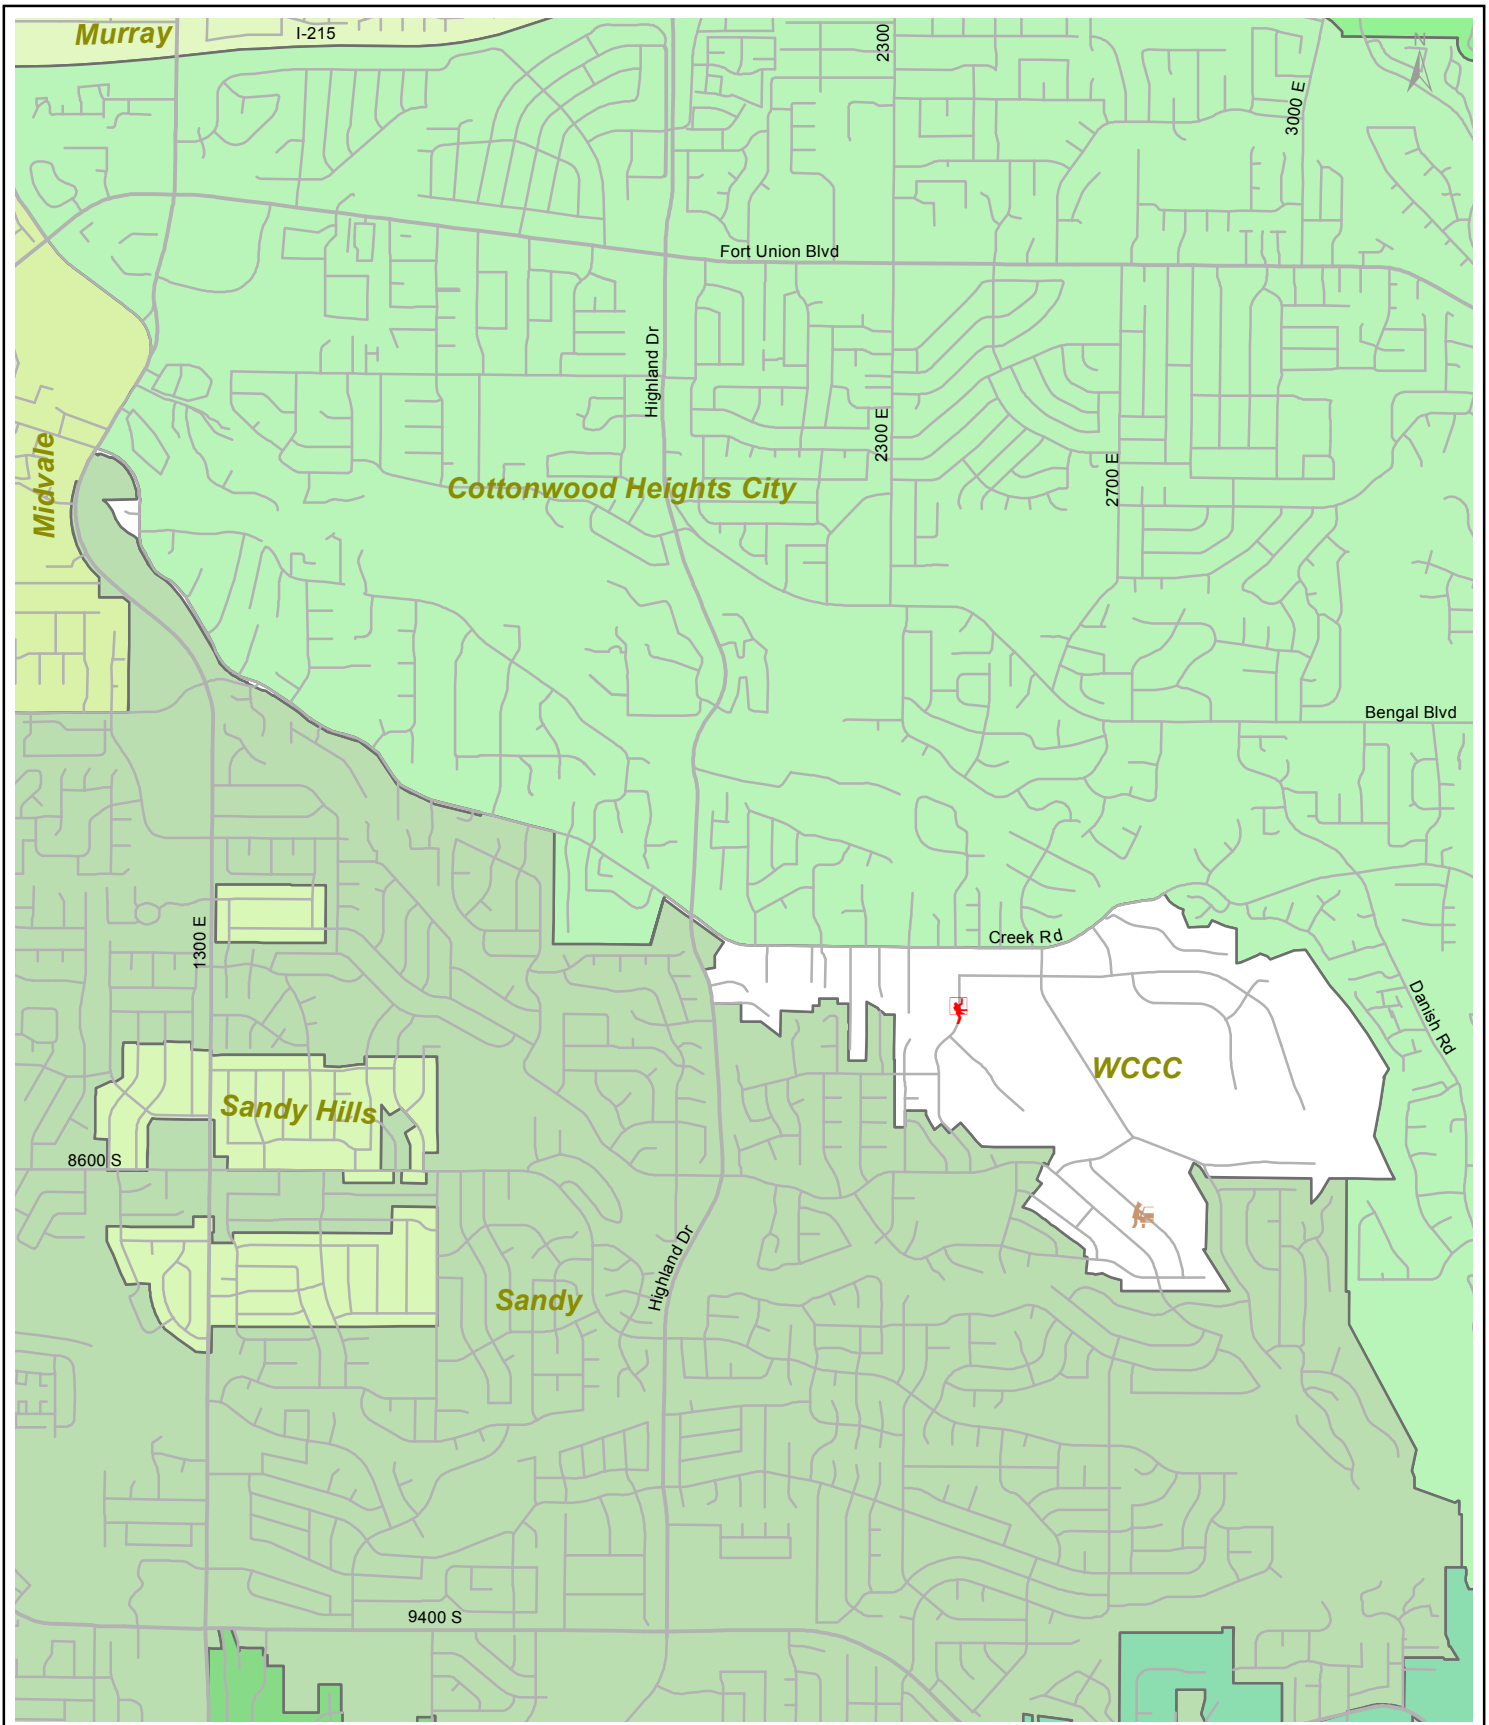 Murray
I-215
2300
N
3000 E
Fort Union Blvd
Highland Dr
2300 E
Midvale
2700 E
Cottonwood Heights City
Bengal Blvd
1300 E
Creek Rd
Danish Rd
WCCC
Sandy Hills
8600 S
Highland Dr
Sandy
9400 S